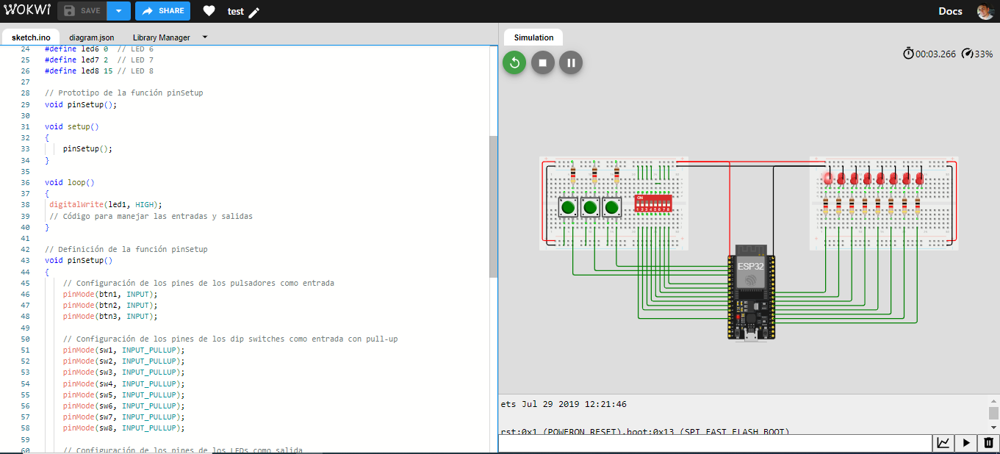 WOKWI
SAVE
SHARE
test
Docs
sketch.ino
diagram.json
Library Manager
24 #define led6 0 // LED 6
25 #define led7 2 // LED 7
26 #define led8 15 // LED 8
27
28 // Prototipo de la función pinSetup
29 void pinSetup();
30
31 void setup()
32 {
33 pinSetup();
34 }
35
36 void loop()
37 {
38 digitalWrite(led1, HIGH);
39 // Código para manejar las entradas y salidas
40 }
41
42 // Definición de la función pinSetup
43 void pinSetup()
44 {
45 // Configuración de los pines de los pulsadores como entrada
46 pinMode(btn1, INPUT);
47 pinMode(btn2, INPUT);
48 pinMode(btn3, INPUT);
49
50 // Configuración de los pines de los dip switches como entrada con pull-up
51 pinMode(sw1, INPUT_PULLUP);
52 pinMode(sw2, INPUT_PULLUP);
53 pinMode(sw3, INPUT_PULLUP);
54 pinMode(sw4, INPUT_PULLUP);
55 pinMode(sw5, INPUT_PULLUP);
56 pinMode(sw6, INPUT_PULLUP);
57 pinMode(sw7, INPUT_PULLUP);
58 pinMode(sw8, INPUT_PULLUP);
59
60 // Configuración de los pines de los LEDs como salida
Simulation
00:03.266
33%
ON
1 2 3 4 5 6 7 8
ESP32
ets Jul 29 2019 12:21:46
rst:0x1 (POWERON_RESET),boot:0x13 (SPI_FAST_FLASH_BOOT)